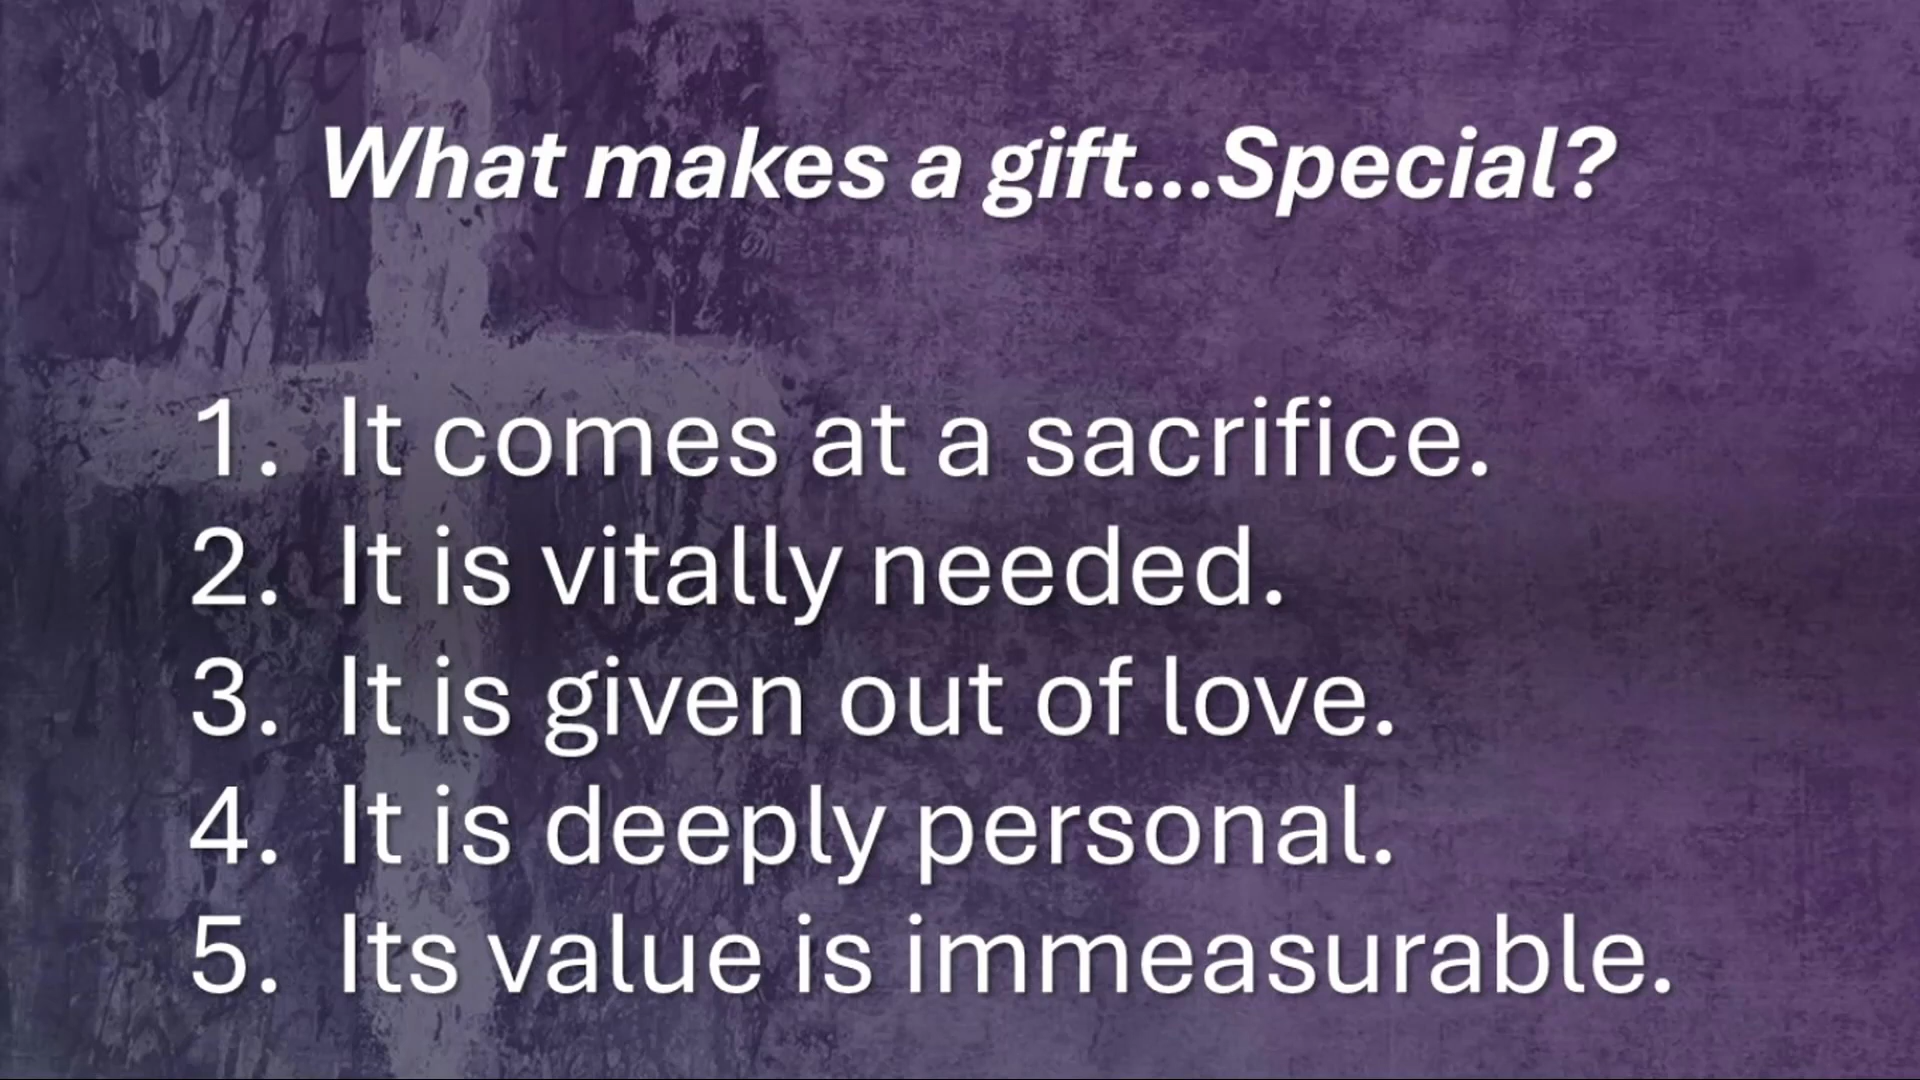 What makes a gift...Special?
1. It comes at a sacrifice.
2. It is vitally needed.
3. It is given out of love.
4. It is deeply personal.
5. Its value is immeasurable.